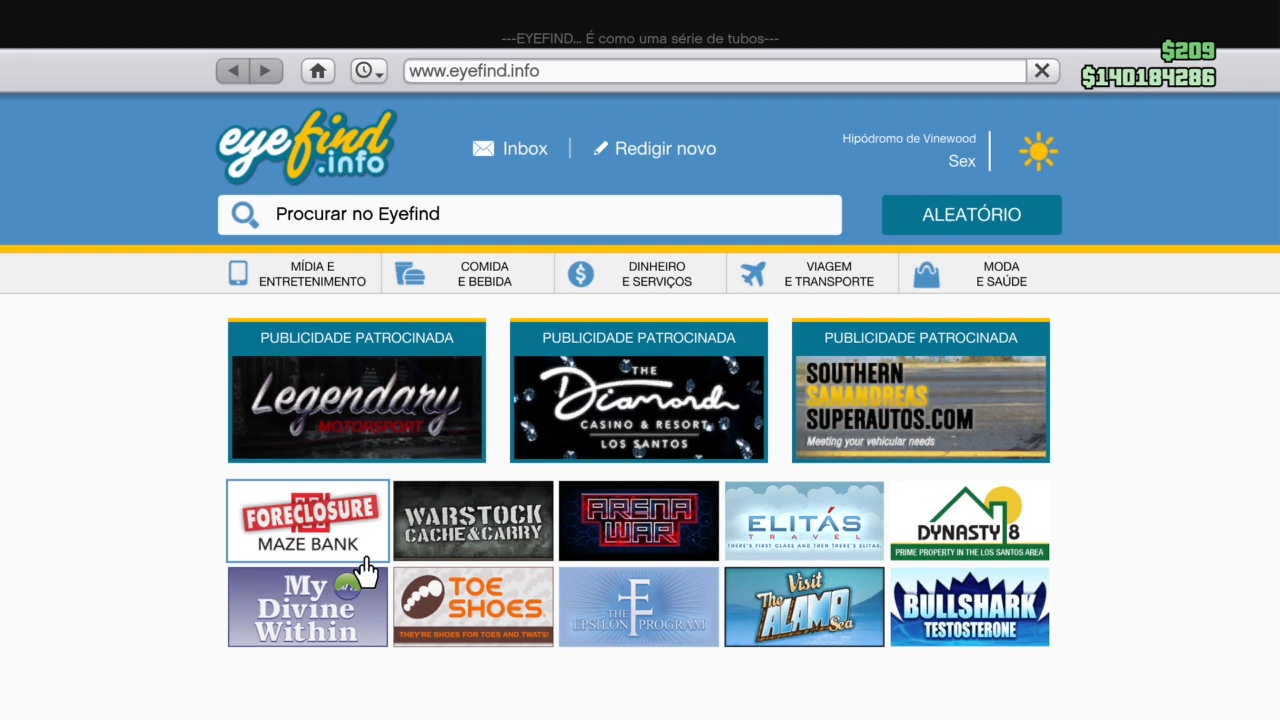 ---EYEFIND... É como uma série de tubos---
$209
www.eyefind.info
$140184286
eyefind
.info
Inbox
Redigir novo
Hipódromo de Vinewood
Sex
Procurar no Eyefind
ALEATÓRIO
MÍDIA E
ENTRETENIMENTO
COMIDA
E BEBIDA
DINHEIRO
E SERVIÇOS
VIAGEM
E TRANSPORTE
MODA
E SAÚDE
PUBLICIDADE PATROCINADA
Legendary
MOTORSPORT
PUBLICIDADE PATROCINADA
THE
Diamond
CASINO & RESORT
LOS SANTOS
PUBLICIDADE PATROCINADA
SOUTHERN
SANANDREAS
SUPERAUTOS.COM
Meeting your vehicular needs
FORECLOSURE
MAZE BANK
WARSTOCK
CACHE&CARRY
ARENA
WAR
ELITÁS
TRAVEL
THERE'S FIRST CLASS AND THEN THERE'S ELITAS.
DYNASTY 8
PRIME PROPERTY IN THE LOS SANTOS AREA
My
Divine
Within
TOE
SHOES.
THEY'RE SHOES FOR TOES AND TWATS!
THE
EPSILON PROGRAM
Visit
The
ALAMO
Sea
BULLSHARK
TESTOSTERONE